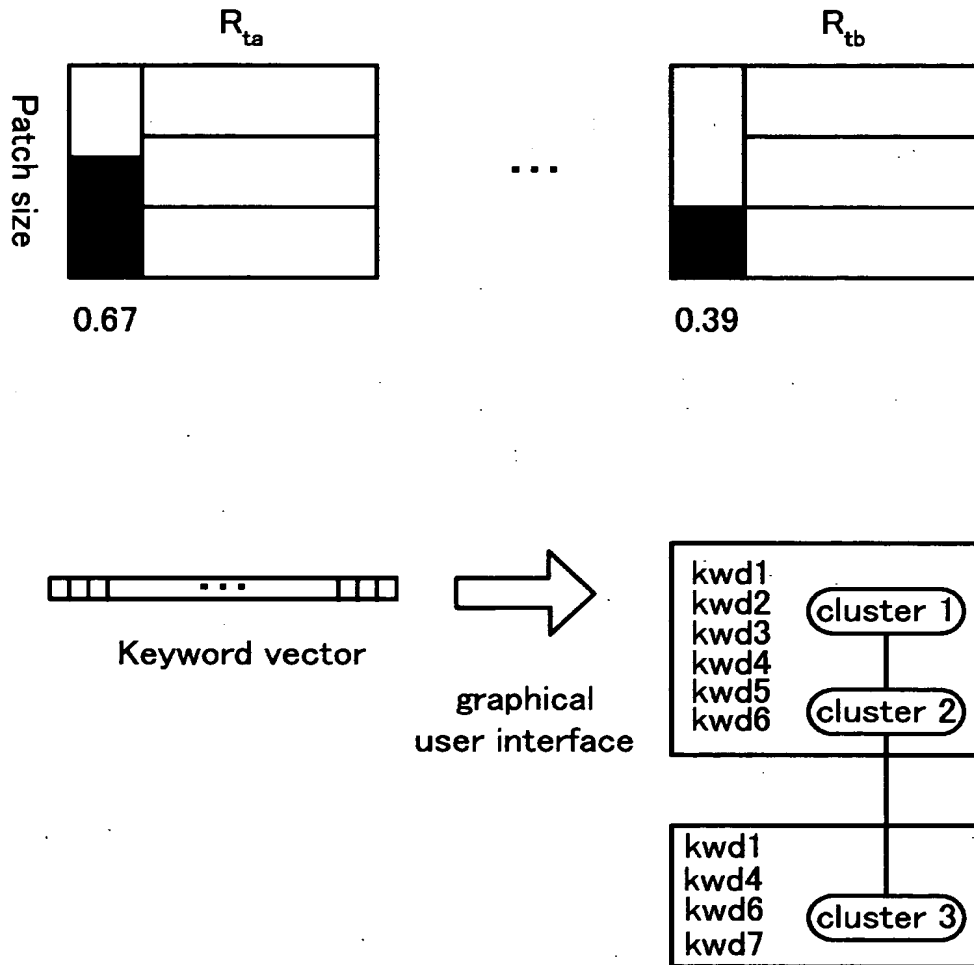 R_ta
R_tb
Patch size
...
0.67
0.39
...
Keyword vector
graphical
user interface
kwd1
kwd2
kwd3
kwd4
kwd5
kwd6
cluster 1
cluster 2
kwd1
kwd4
kwd6
kwd7
cluster 3